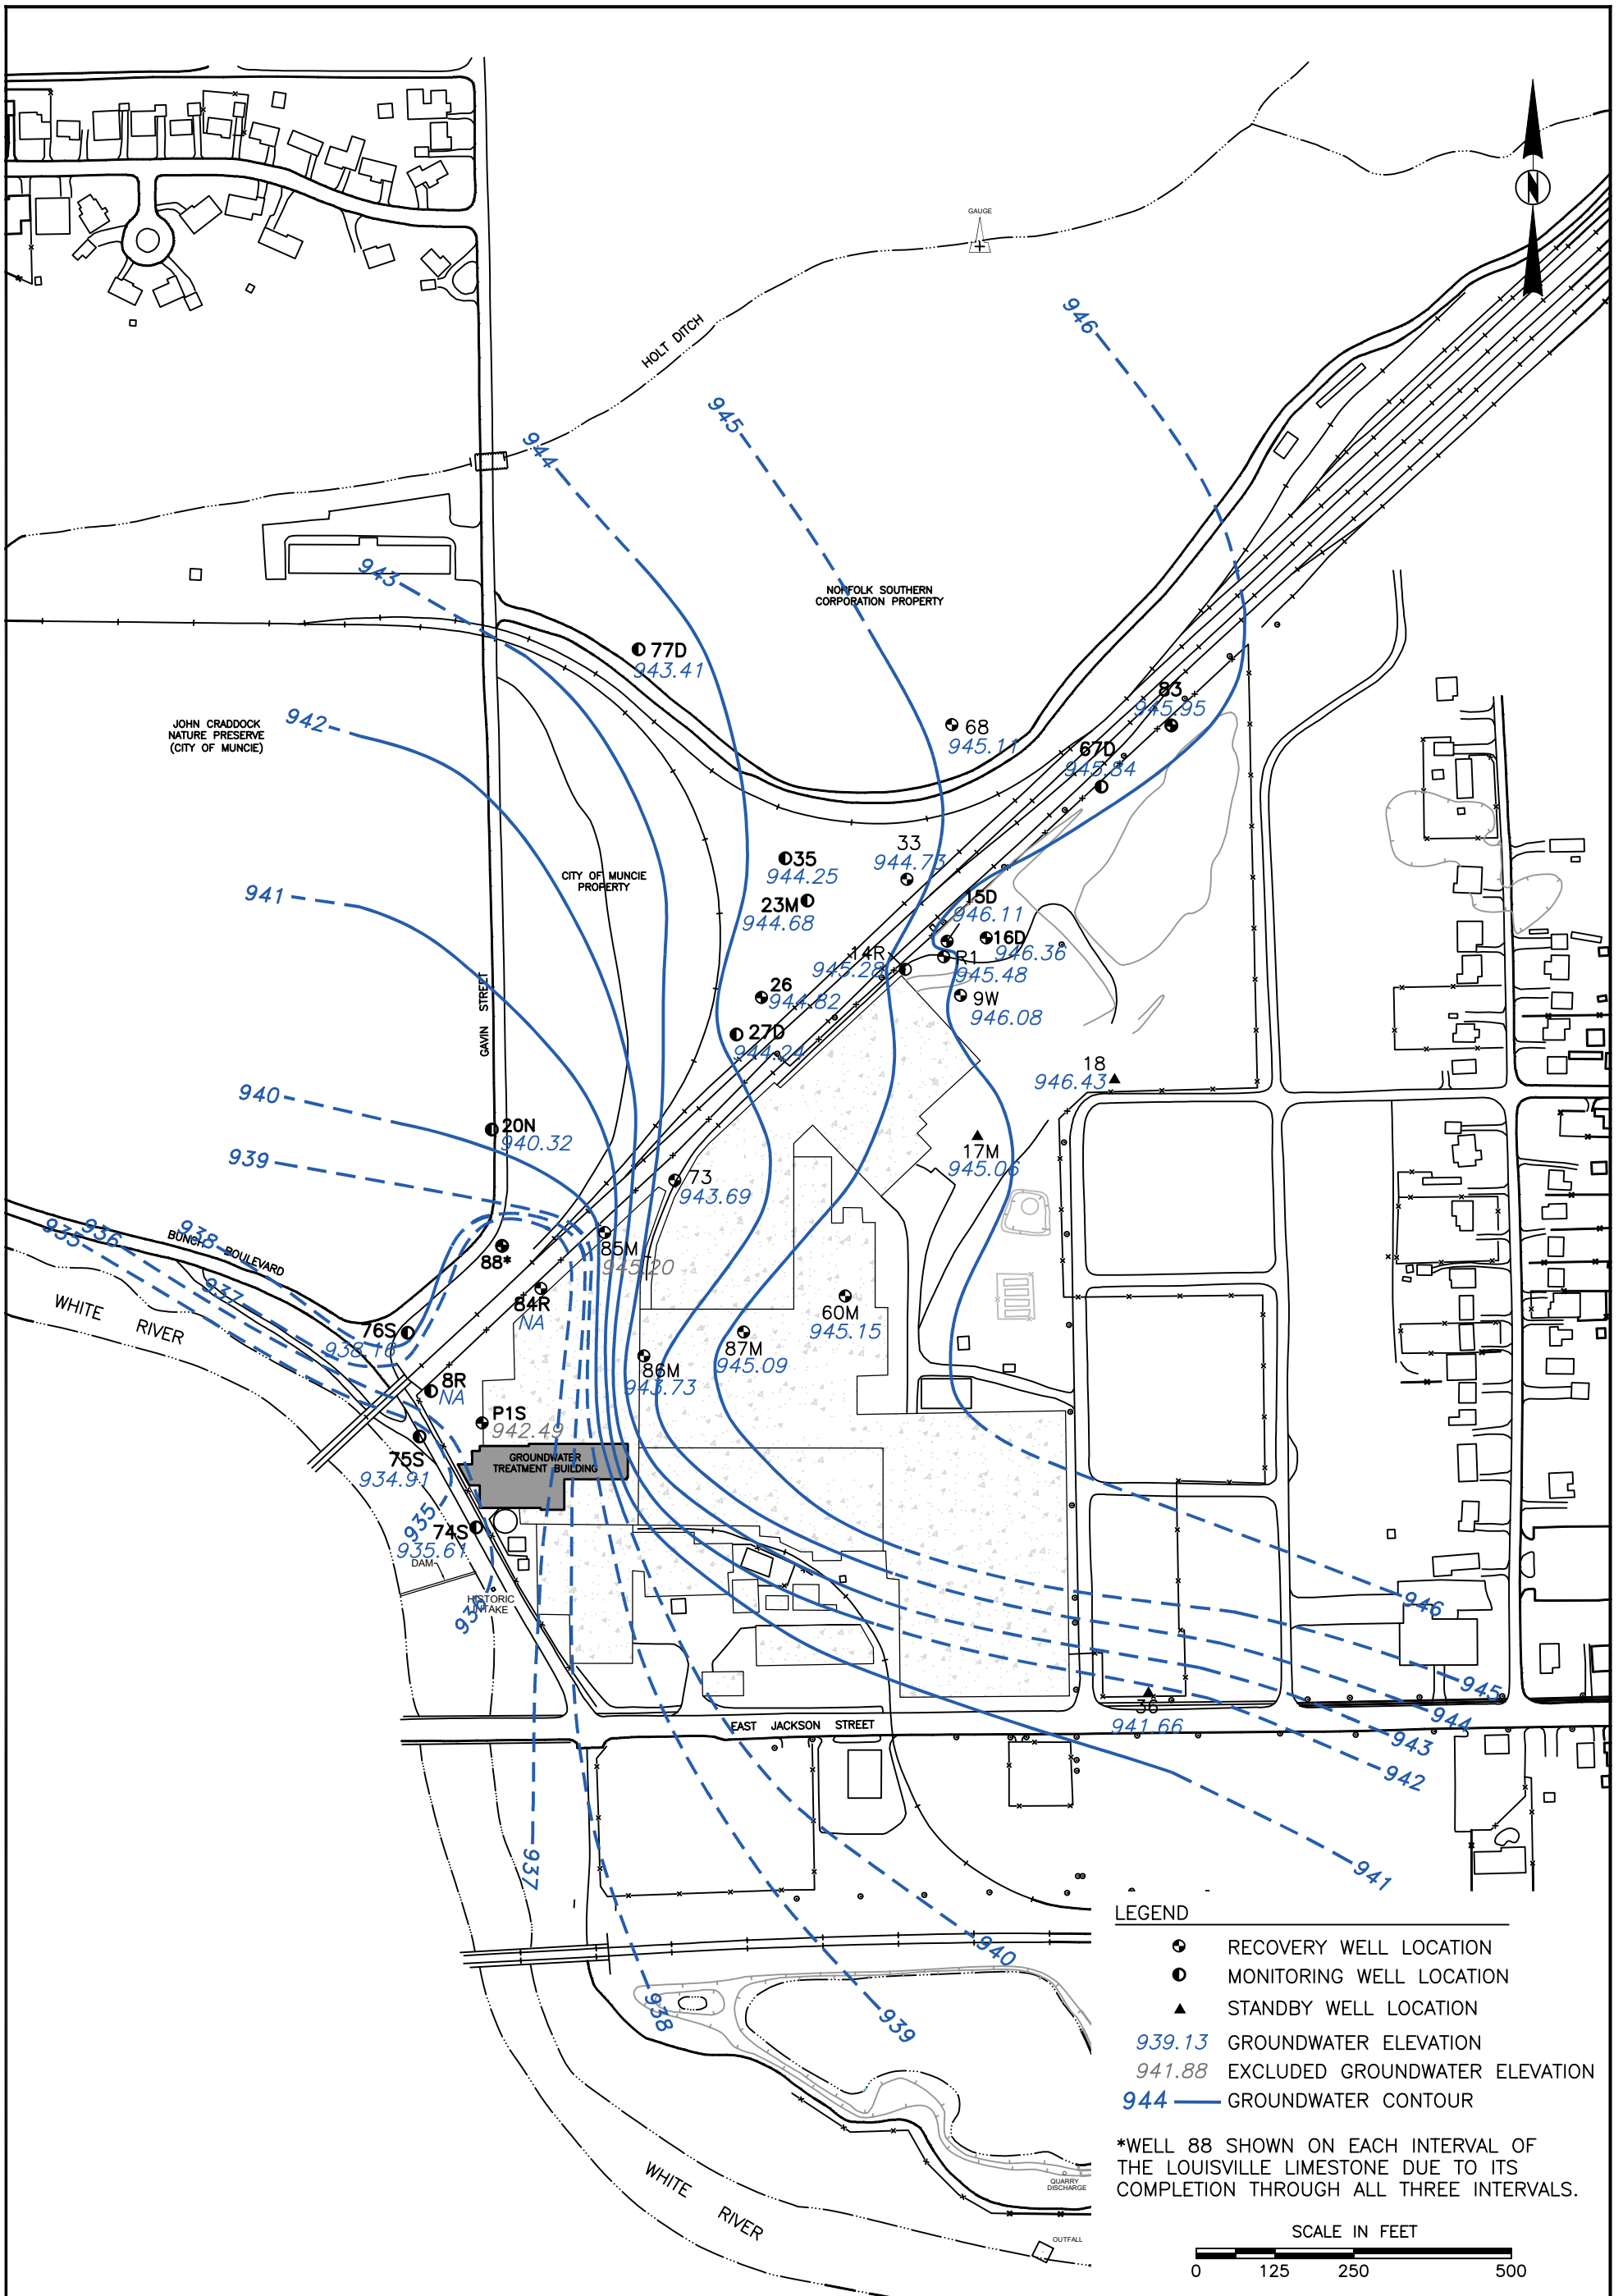 GAUGE
946
HOLT DITCH
945
944
943
NORFOLK SOUTHERN
CORPORATION PROPERTY
77D
943.41
83
945.95
942
JOHN CRADDOCK
NATURE PRESERVE
(CITY OF MUNCIE)
68
945.11
67D
945.84
33
944.73
35
944.25
CITY OF MUNCIE
PROPERTY
941
23M
944.68
15D
946.11
16D
946.36
14R
945.28
R1
945.48
26
944.82
9W
946.08
GAVIN STREET
27D
944.24
18
946.43
940
20N
940.32
17M
945.06
939
73
943.69
935
936
938
BUNCH BOULEVARD
937
88*
85M
945.20
WHITE RIVER
84R
NA
60M
945.15
76S
938.16
87M
945.09
86M
943.73
8R
NA
P1S
942.49
75S
934.91
GROUNDWATER
TREATMENT BUILDING
935
74S
935.61
DAM
HISTORIC
INTAKE
936
946
945
944
943
942
36
941.66
EAST JACKSON STREET
937
941
940
938
939
WHITE RIVER
QUARRY
DISCHARGE
OUTFALL
N
LEGEND
RECOVERY WELL LOCATION
MONITORING WELL LOCATION
STANDBY WELL LOCATION
939.13 GROUNDWATER ELEVATION
941.88 EXCLUDED GROUNDWATER ELEVATION
944 GROUNDWATER CONTOUR
*WELL 88 SHOWN ON EACH INTERVAL OF
THE LOUISVILLE LIMESTONE DUE TO ITS
COMPLETION THROUGH ALL THREE INTERVALS.
SCALE IN FEET
0 125 250 500